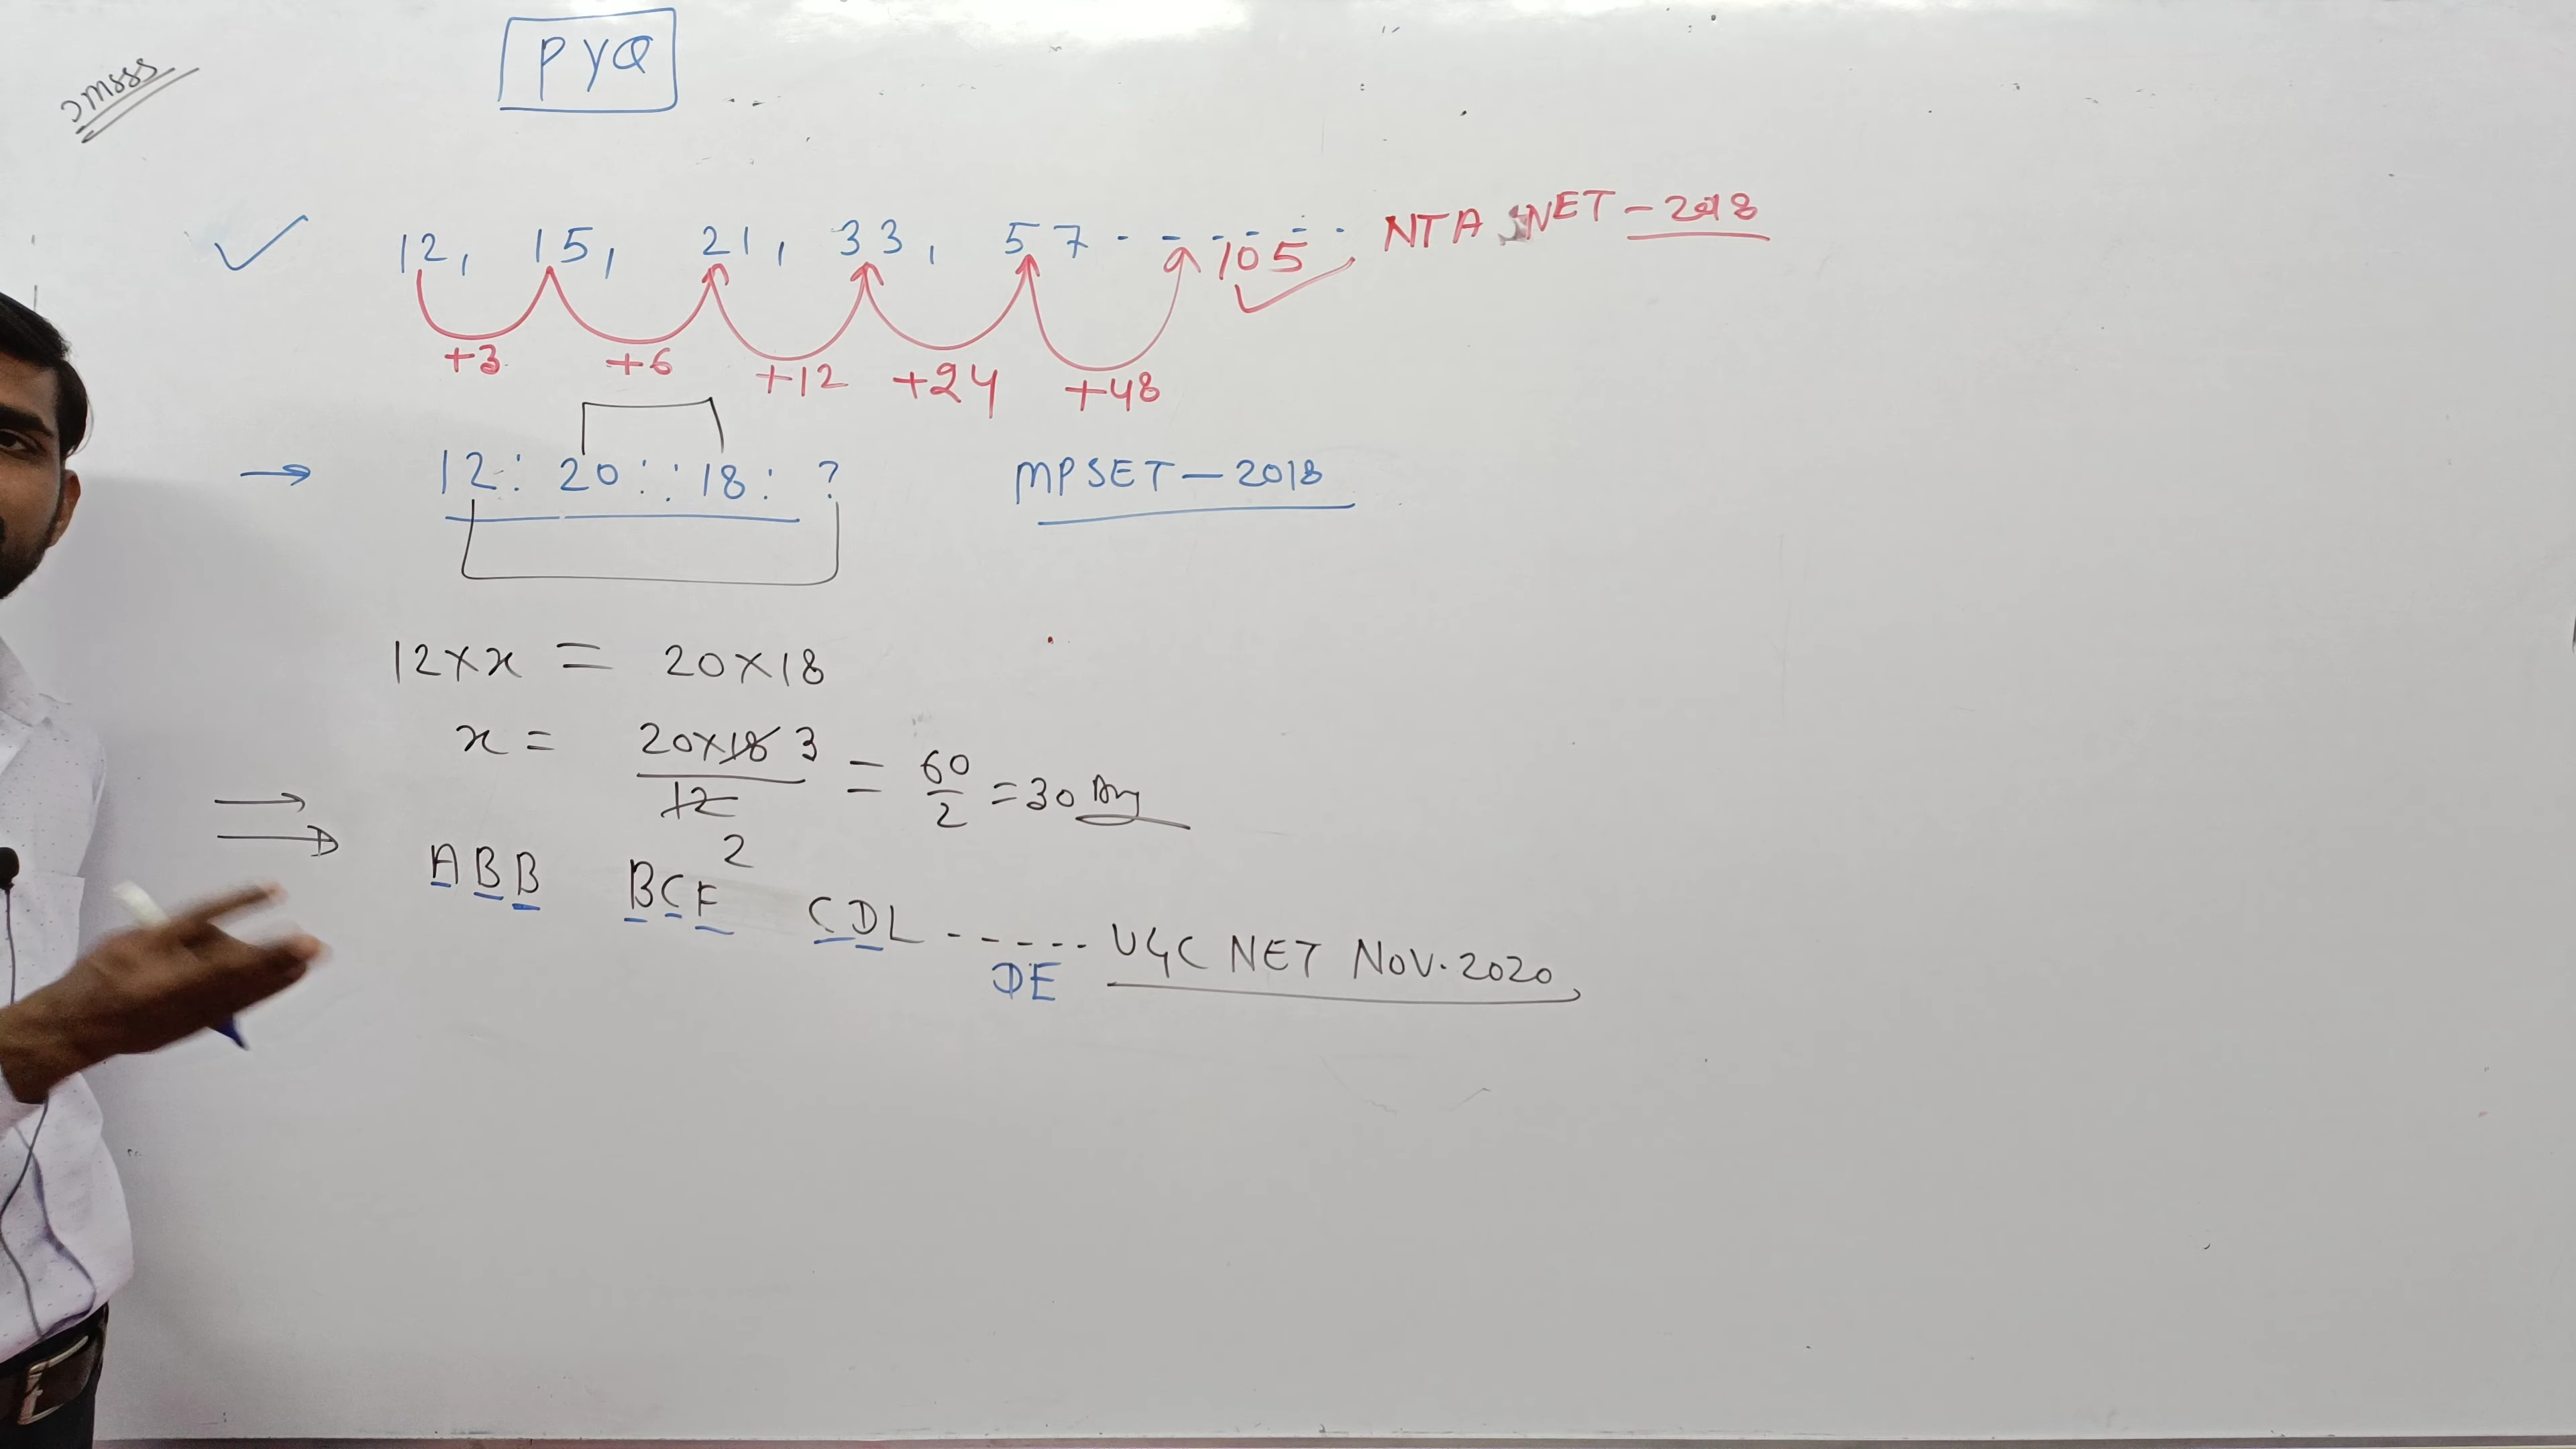 PYQ
12, 15, 21, 33, 57 - - - - - - 105 NTA NET - 2018
+3 +6 +12 +24 +48
12 : 20 :: 18 : ? MPSET - 2018
12 × x = 20 × 18
x = 20×18 3 / 12 2 = 60/2 = 30 Ans
ABB BCF CDL - - - - - UGC NET NOV. 2020
DE